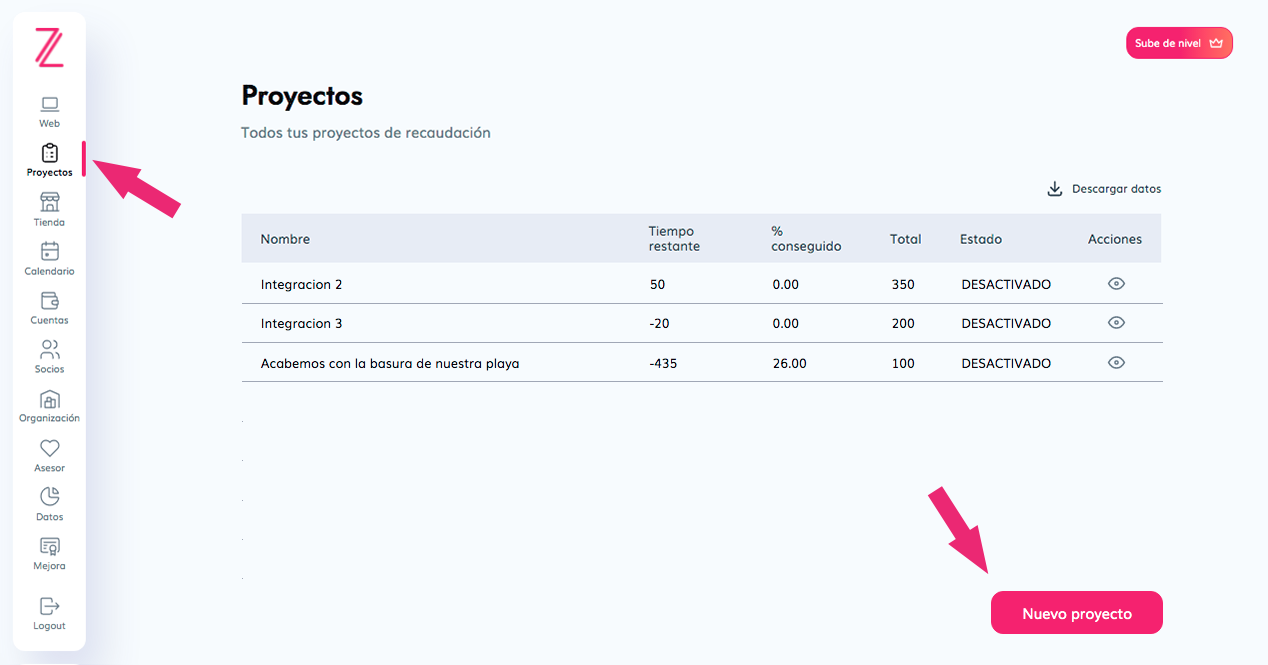 Z
Sube de nivel
Web
Proyectos
Tienda
Calendario
Cuentas
Socios
Organización
Asesor
Datos
Mejora
Logout
Proyectos
Todos tus proyectos de recaudación
Descargar datos
Nombre Tiempo restante % conseguido Total Estado Acciones
Integracion 2 50 0.00 350 DESACTIVADO
Integracion 3 -20 0.00 200 DESACTIVADO
Acabemos con la basura de nuestra playa -435 26.00 100 DESACTIVADO
Nuevo proyecto